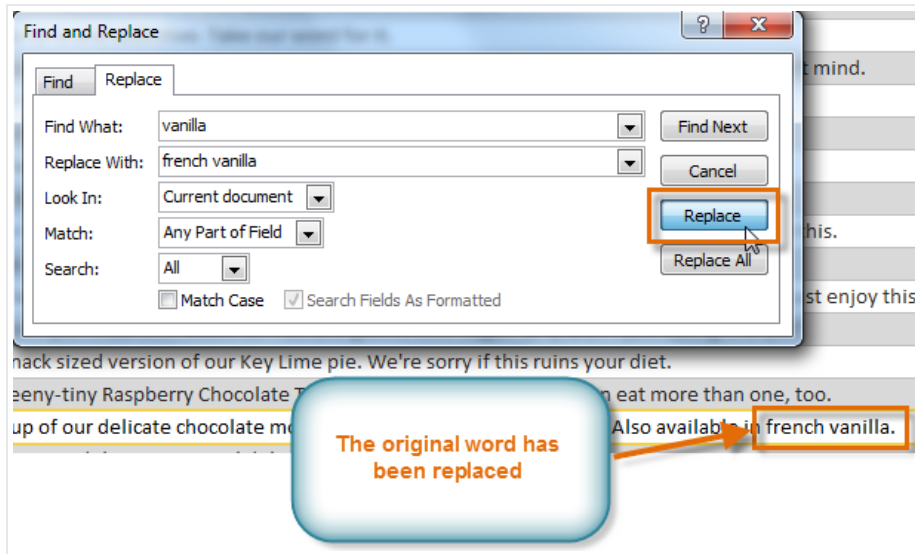 Find and Replace
t mind.
Find Replace
Find What: vanilla Find Next
Replace With: french vanilla Cancel
Look In: Current document Replace
Match: Any Part of Field his.
Search: All Replace All
Match Case Search Fields As Formatted st enjoy this
nack sized version of our Key Lime pie. We're sorry if this ruins your diet.
eeny-tiny Raspberry Chocolate T n eat more than one, too.
up of our delicate chocolate mo Also available in french vanilla.
The original word has
been replaced